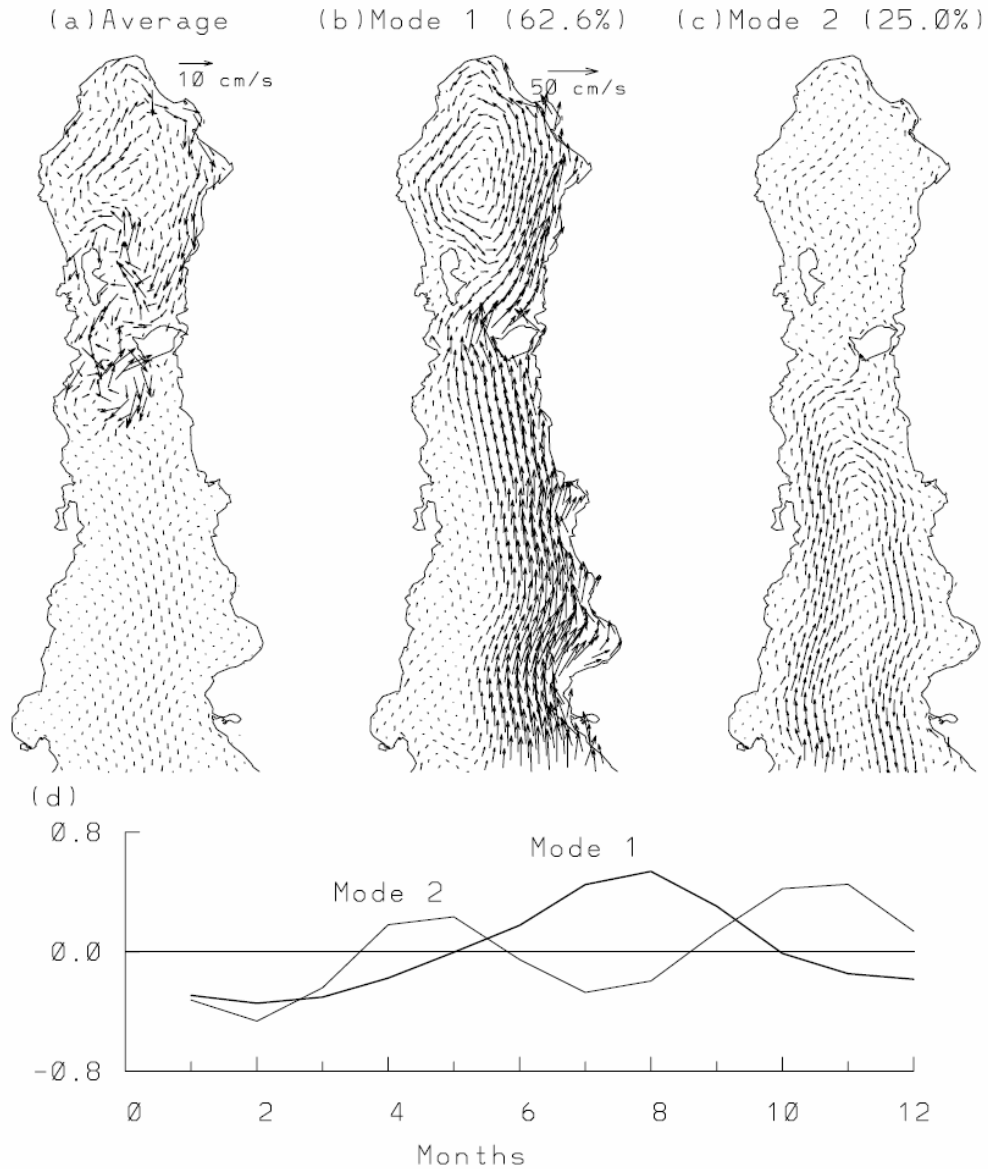 (a)Average (b)Mode 1 (62.6%) (c)Mode 2 (25.0%)
10 cm/s
50 cm/s
(d)
0.8
Mode 1
Mode 2
0.0
-0.8
0 2 4 6 8 10 12
Months